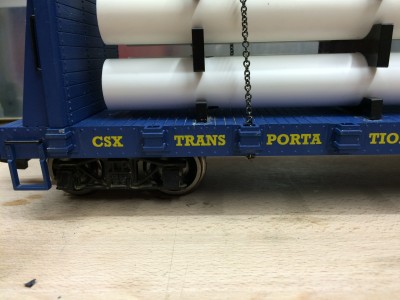 CSX TRANS PORTA TIO